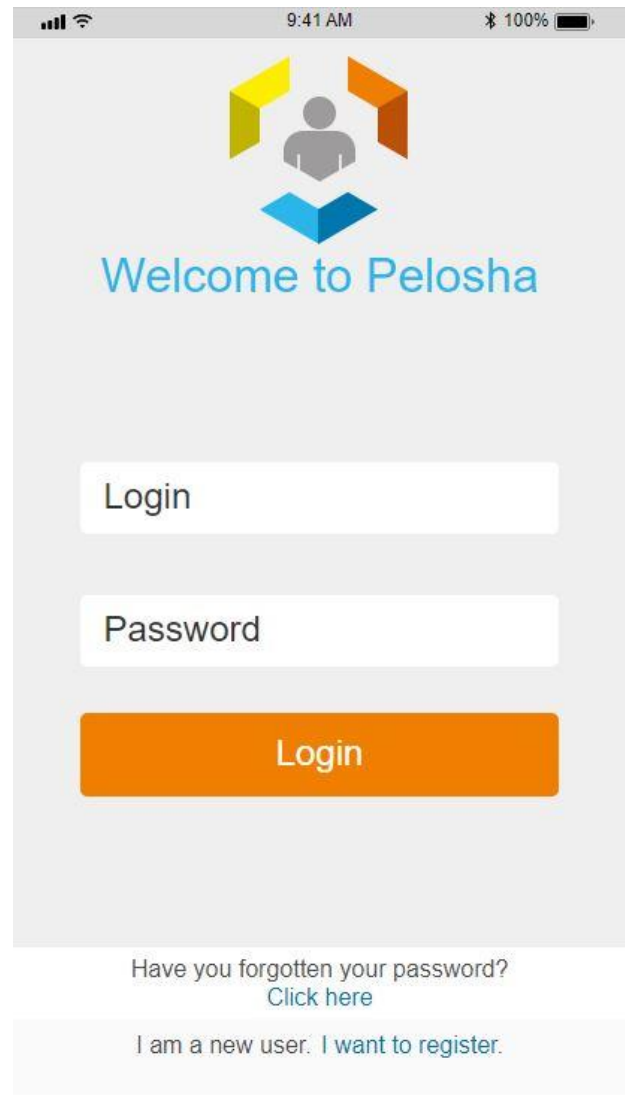 9:41 AM
100%
Welcome to Pelosha
Login
Password
Login
Have you forgotten your password?
Click here
I am a new user. I want to register.